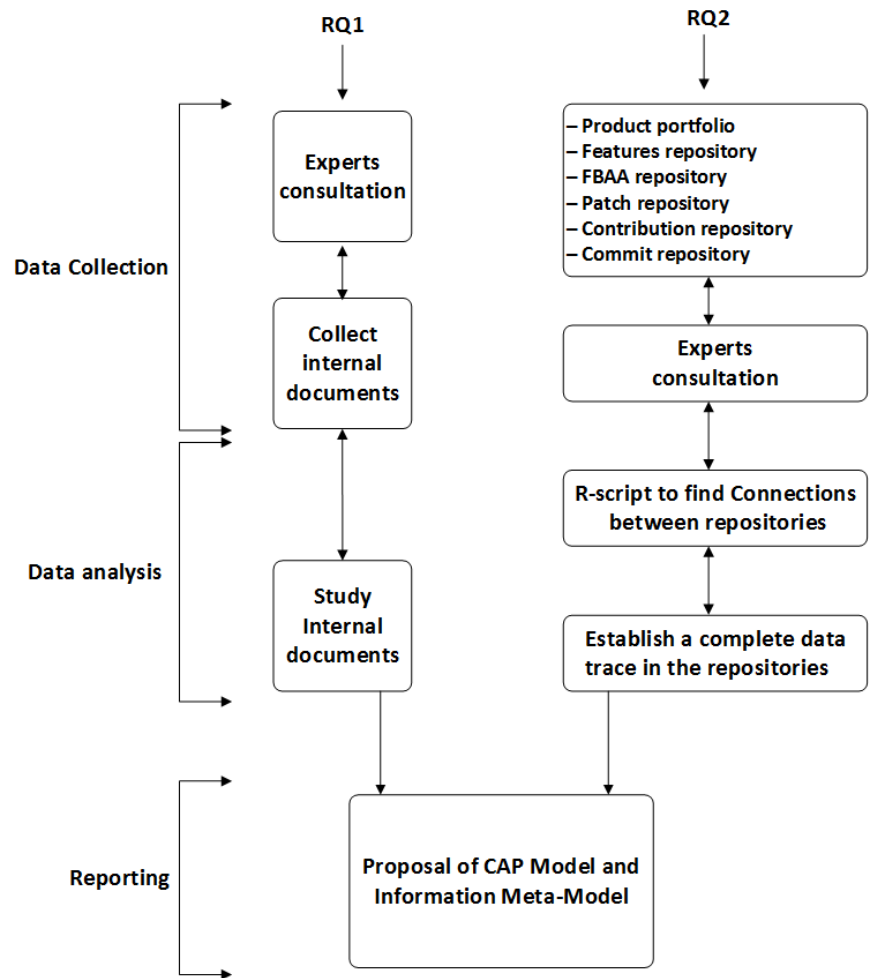 RQ1
RQ2
Data Collection
Experts
consultation
Collect
internal
documents
– Product portfolio
– Features repository
– FBAA repository
– Patch repository
– Contribution repository
– Commit repository
Experts
consultation
Data analysis
Study
Internal
documents
R-script to find Connections
between repositories
Establish a complete data
trace in the repositories
Reporting
Proposal of CAP Model and
Information Meta-Model